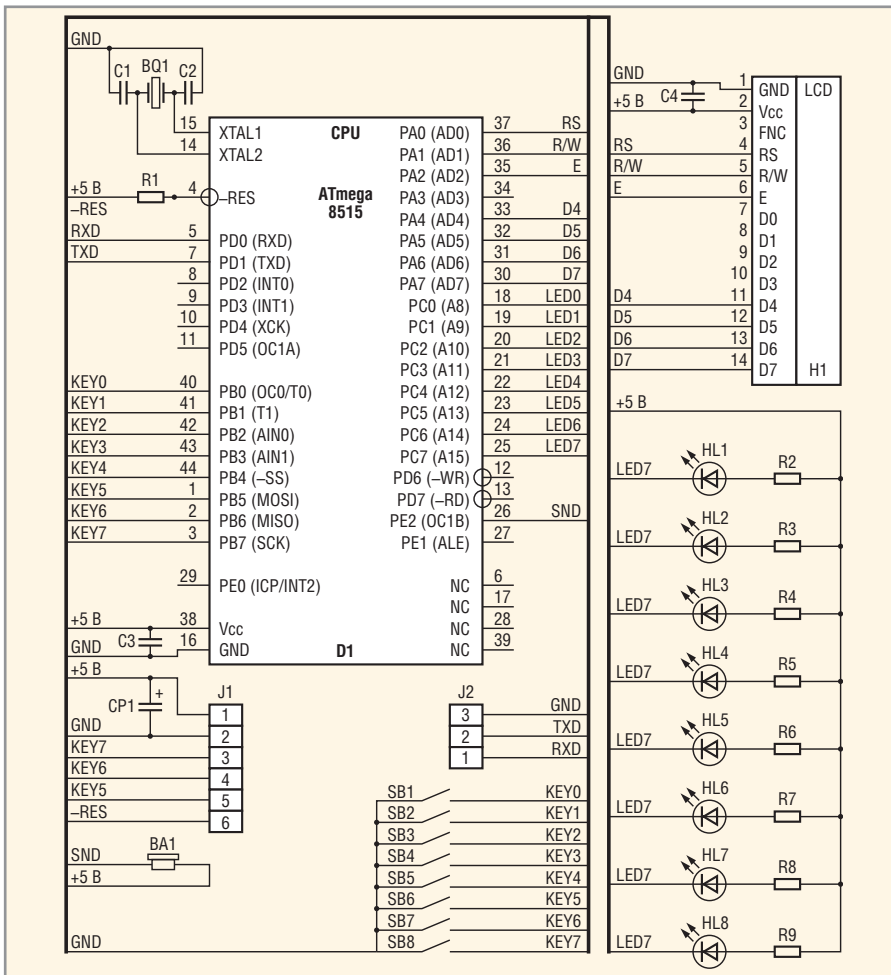 GND
C1 BQ1 C2
15 XTAL1 CPU PA0 (AD0) 37 RS
14 XTAL2 PA1 (AD1) 36 R/W
PA2 (AD2) 35 E
+5 В R1 4 –RES ATmega PA3 (AD3) 34
–RES 8515 PA4 (AD4) 33 D4
RXD 5 PD0 (RXD) PA5 (AD5) 32 D5
TXD 7 PD1 (TXD) PA6 (AD6) 31 D6
8 PD2 (INT0) PA7 (AD7) 30 D7
9 PD3 (INT1) PC0 (A8) 18 LED0
10 PD4 (XCK) PC1 (A9) 19 LED1
11 PD5 (OC1A) PC2 (A10) 20 LED2
PC3 (A11) 21 LED3
KEY0 40 PB0 (OC0/T0) PC4 (A12) 22 LED4
KEY1 41 PB1 (T1) PC5 (A13) 23 LED5
KEY2 42 PB2 (AIN0) PC6 (A14) 24 LED6
KEY3 43 PB3 (AIN1) PC7 (A15) 25 LED7
KEY4 44 PB4 (–SS) PD6 (–WR) 12
KEY5 1 PB5 (MOSI) PD7 (–RD) 13
KEY6 2 PB6 (MISO) PE2 (OC1B) 26 SND
KEY7 3 PB7 (SCK) PE1 (ALE) 27
29 PE0 (ICP/INT2) NC 6
NC 17
+5 В 38 Vcc NC 28
GND C3 16 GND D1 NC 39
+5 В
CP1 + J1
1
GND 2
KEY7 3
KEY6 4
KEY5 5
–RES 6
J2
3 GND
2 TXD
1 RXD
SND BA1
+5 В
GND
SB1 KEY0
SB2 KEY1
SB3 KEY2
SB4 KEY3
SB5 KEY4
SB6 KEY5
SB7 KEY6
SB8 KEY7
GND 1 GND LCD
+5 В C4 2 Vcc
3 FNC
RS 4 RS
R/W 5 R/W
E 6 E
7 D0
8 D1
9 D2
10 D3
D4 11 D4
D5 12 D5
D6 13 D6
D7 14 D7 H1
+5 В
LED7 HL1 R2
LED7 HL2 R3
LED7 HL3 R4
LED7 HL4 R5
LED7 HL5 R6
LED7 HL6 R7
LED7 HL7 R8
LED7 HL8 R9